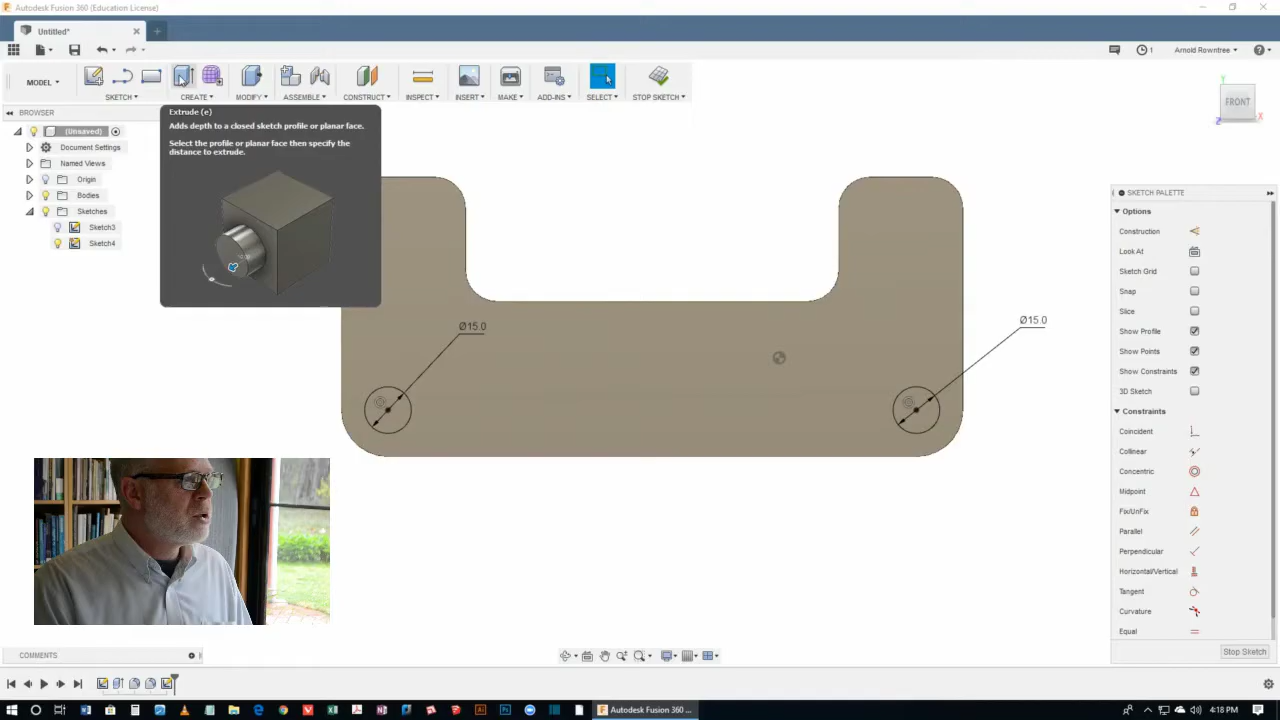 Autodesk Fusion 360 (Education License)
Untitled*
Arnold Rowntree
1
MODEL
SKETCH
CREATE
MODIFY
ASSEMBLE
CONSTRUCT
INSPECT
INSERT
MAKE
ADD-INS
SELECT
STOP SKETCH
BROWSER
(Unsaved)
Document Settings
Named Views
Origin
Bodies
Sketches
Sketch3
Sketch4
Extrude (e)
Adds depth to a closed sketch profile or planar face.
Select the profile or planar face then specify the
distance to extrude.
Y
FRONT
X
Z
Ø15.0
Ø15.0
SKETCH PALETTE
Options
Construction
Look At
Sketch Grid
Snap
Slice
Show Profile
Show Points
Show Constraints
3D Sketch
Constraints
Coincident
Collinear
Concentric
Midpoint
Fix/UnFix
Parallel
Perpendicular
Horizontal/Vertical
Tangent
Curvature
Equal
Stop Sketch
COMMENTS
Autodesk Fusion 360 ...
4:18 PM